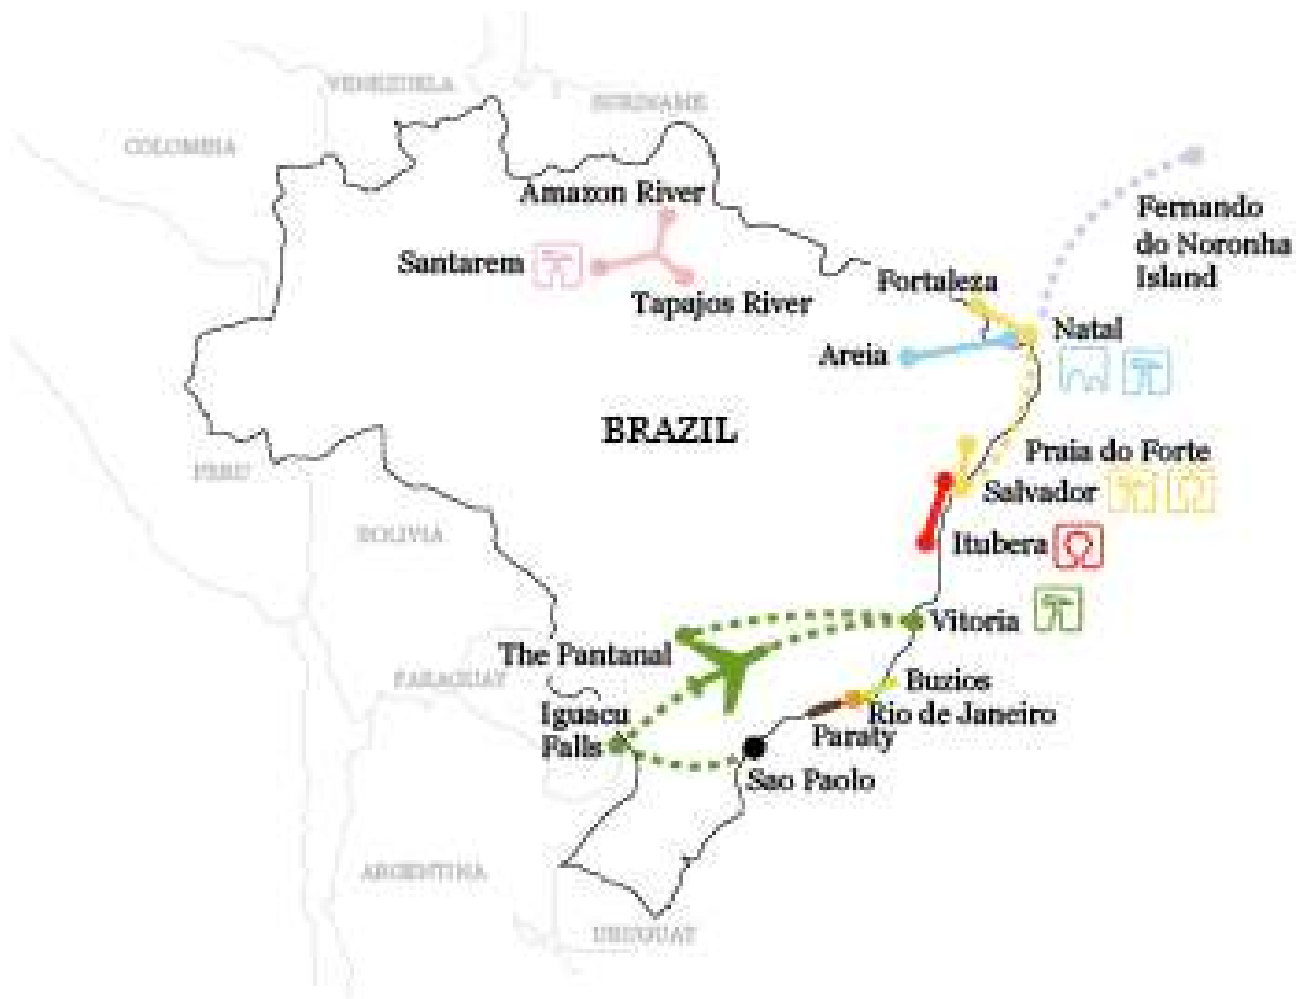 VENEZUELA
SURINAME
COLOMBIA
Amazon River
Fernando
do Noronha
Island
Santarem
Fortaleza
Tapajos River
Natal
Areia
BRAZIL
Praia do Forte
PERU
Salvador
BOLIVIA
Itubera
Vitoria
The Pantanal
PARAGUAY
Buzios
Iguacu
Falls
Rio de Janeiro
Paraty
Sao Paolo
ARGENTINA
URUGUAY